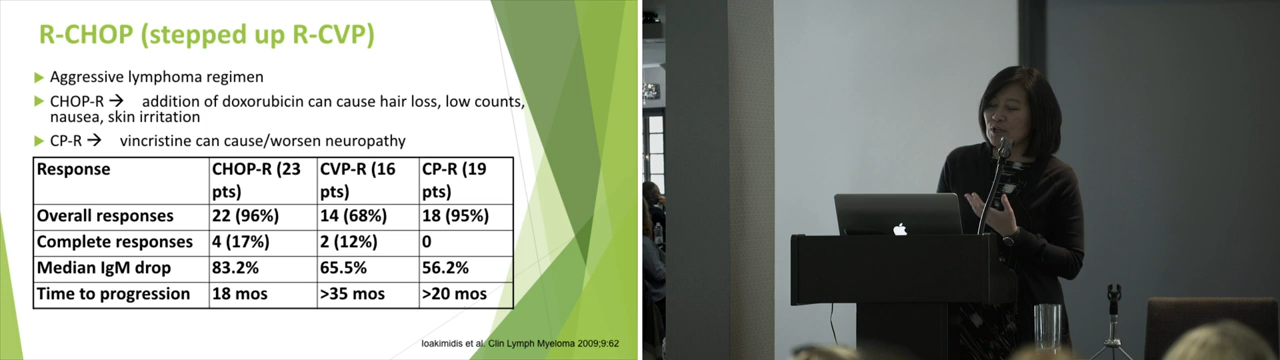 R-CHOP (stepped up R-CVP)
Aggressive lymphoma regimen
CHOP-R → addition of doxorubicin can cause hair loss, low counts,
nausea, skin irritation
CP-R → vincristine can cause/worsen neuropathy
Response CHOP-R (23 pts) CVP-R (16 pts) CP-R (19 pts)
Overall responses 22 (96%) 14 (68%) 18 (95%)
Complete responses 4 (17%) 2 (12%) 0
Median IgM drop 83.2% 65.5% 56.2%
Time to progression 18 mos >35 mos >20 mos
Ioakimidis et al. Clin Lymph Myeloma 2009;9:62